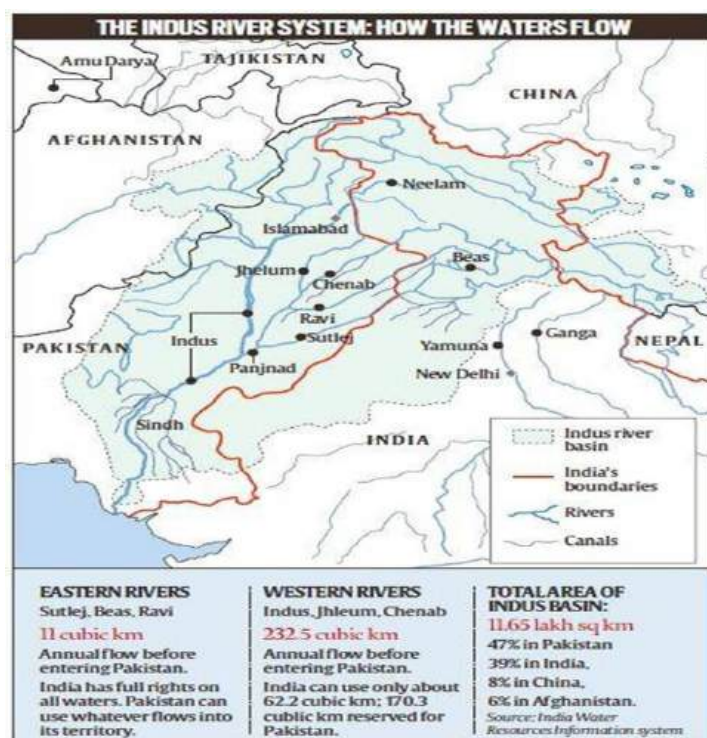 THE INDUS RIVER SYSTEM: HOW THE WATERS FLOW
Amu Darya
TAJIKISTAN
CHINA
AFGHANISTAN
Neelam
Islamabad
Beas
Jhelum
Chenab
Ravi
Indus
Sutlej
Ganga
Yamuna
NEPAL
PAKISTAN
Panjnad
New Delhi
Sindh
INDIA
Indus river
basin
India's
boundaries
Rivers
Canals
EASTERN RIVERS
Sutlej, Beas, Ravi
11 cubic km
Annual flow before
entering Pakistan.
India has full rights on
all waters. Pakistan can
use whatever flows into
its territory.
WESTERN RIVERS
Indus, Jhleum, Chenab
232.5 cubic km
Annual flow before
entering Pakistan.
India can use only about
62.2 cubic km; 170.3
cublic km reserved for
Pakistan.
TOTAL AREA OF
INDUS BASIN:
11.65 lakh sq km
47% in Pakistan
39% in India,
8% in China,
6% in Afghanistan.
Source: India Water
Resources Information system